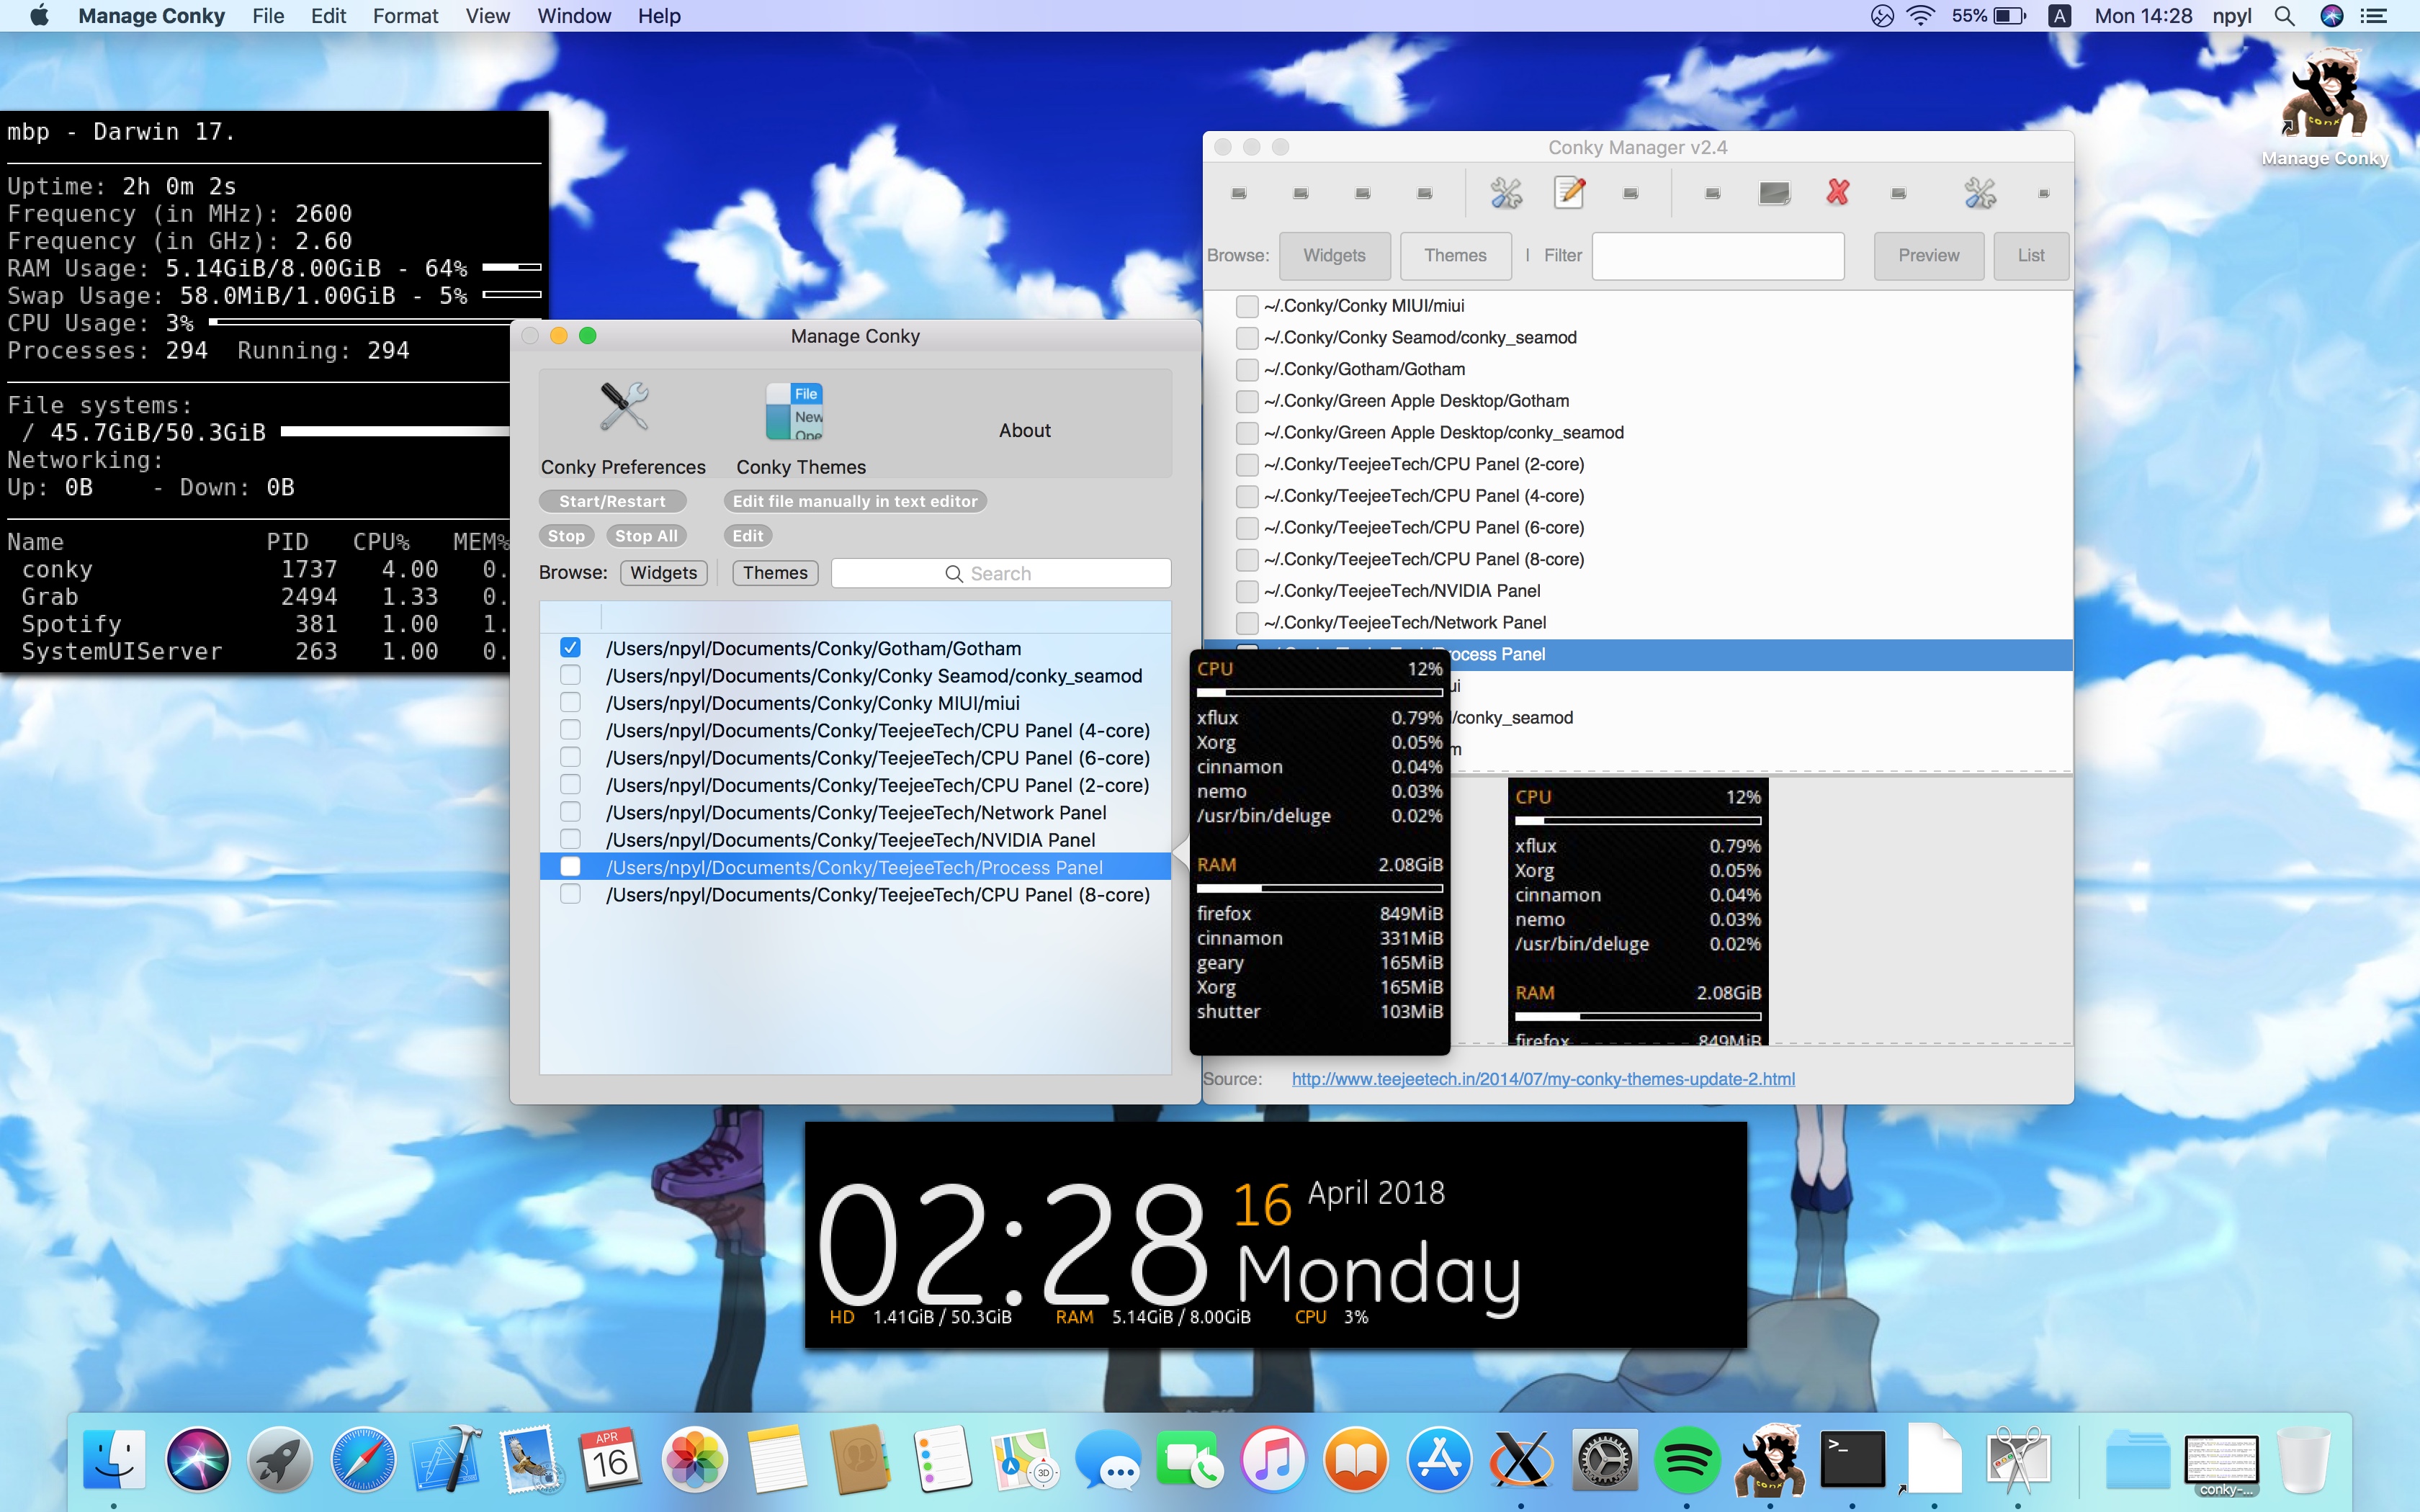 Manage Conky File Edit Format View Window Help
55% A Mon 14:28 npyl
Manage Conky
mbp - Darwin 17.
Uptime: 2h 0m 2s
Frequency (in MHz): 2600
Frequency (in GHz): 2.60
RAM Usage: 5.14GiB/8.00GiB - 64%
Swap Usage: 58.0MiB/1.00GiB - 5%
CPU Usage: 3%
Processes: 294 Running: 294
File systems:
/ 45.7GiB/50.3GiB
Networking:
Up: 0B - Down: 0B
Name PID CPU% MEM%
conky 1737 4.00 0.
Grab 2494 1.33 0.
Spotify 381 1.00 1.
SystemUIServer 263 1.00 0.
Manage Conky
File
New
Ope
Conky Preferences Conky Themes About
Start/Restart Edit file manually in text editor
Stop Stop All Edit
Browse: Widgets Themes Search
/Users/npyl/Documents/Conky/Gotham/Gotham
/Users/npyl/Documents/Conky/Conky Seamod/conky_seamod
/Users/npyl/Documents/Conky/Conky MIUI/miui
/Users/npyl/Documents/Conky/TeejeeTech/CPU Panel (4-core)
/Users/npyl/Documents/Conky/TeejeeTech/CPU Panel (6-core)
/Users/npyl/Documents/Conky/TeejeeTech/CPU Panel (2-core)
/Users/npyl/Documents/Conky/TeejeeTech/Network Panel
/Users/npyl/Documents/Conky/TeejeeTech/NVIDIA Panel
/Users/npyl/Documents/Conky/TeejeeTech/Process Panel
/Users/npyl/Documents/Conky/TeejeeTech/CPU Panel (8-core)
Conky Manager v2.4
Browse: Widgets Themes | Filter Preview List
~/.Conky/Conky MIUI/miui
~/.Conky/Conky Seamod/conky_seamod
~/.Conky/Gotham/Gotham
~/.Conky/Green Apple Desktop/Gotham
~/.Conky/Green Apple Desktop/conky_seamod
~/.Conky/TeejeeTech/CPU Panel (2-core)
~/.Conky/TeejeeTech/CPU Panel (4-core)
~/.Conky/TeejeeTech/CPU Panel (6-core)
~/.Conky/TeejeeTech/CPU Panel (8-core)
~/.Conky/TeejeeTech/NVIDIA Panel
~/.Conky/TeejeeTech/Network Panel
Process Panel
ui
/conky_seamod
m
CPU 12%
xflux 0.79%
Xorg 0.05%
cinnamon 0.04%
nemo 0.03%
/usr/bin/deluge 0.02%
RAM 2.08GiB
firefox 849MiB
cinnamon 331MiB
geary 165MiB
Xorg 165MiB
shutter 103MiB
CPU 12%
xflux 0.79%
Xorg 0.05%
cinnamon 0.04%
nemo 0.03%
/usr/bin/deluge 0.02%
RAM 2.08GiB
firefox 849MiB
Source: http://www.teejeetech.in/2014/07/my-conky-themes-update-2.html
02:28 16 April 2018
Monday
HD 1.41GiB / 50.3GiB RAM 5.14GiB / 8.00GiB CPU 3%
APR
16
3D
>_
conky-...